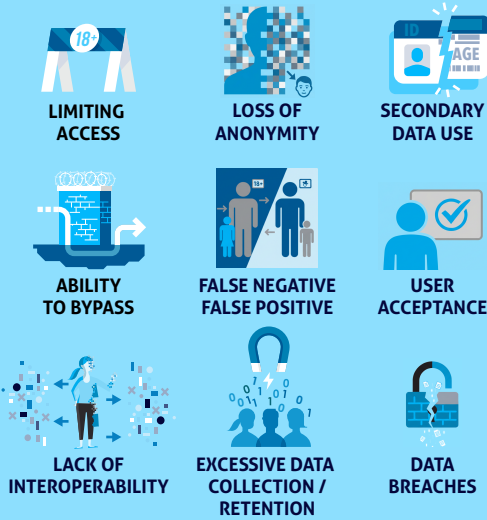 18+
LIMITING
ACCESS
LOSS OF
ANONYMITY
ID
AGE
SECONDARY
DATA USE
ABILITY
TO BYPASS
18+
FALSE NEGATIVE
FALSE POSITIVE
USER
ACCEPTANCE
LACK OF
INTEROPERABILITY
EXCESSIVE DATA
COLLECTION /
RETENTION
DATA
BREACHES